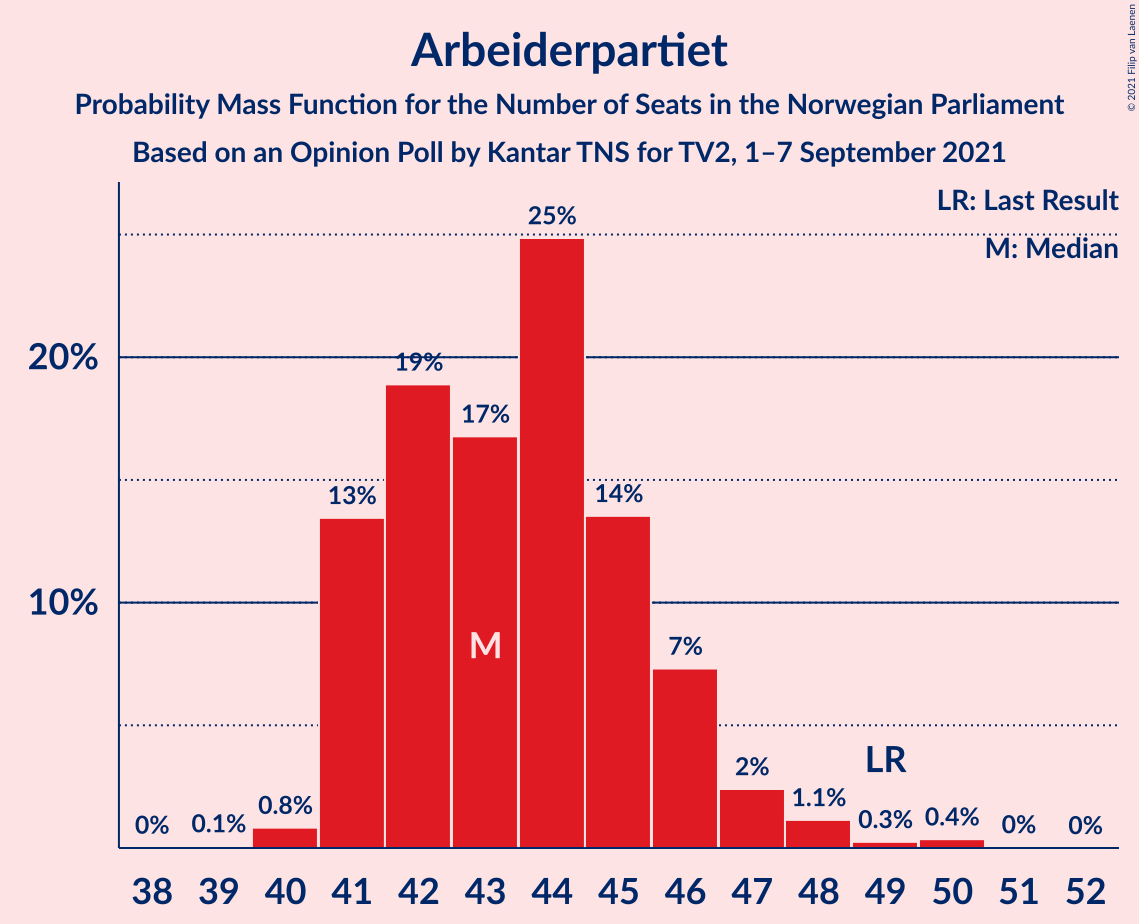 Arbeiderpartiet
Probability Mass Function for the Number of Seats in the Norwegian Parliament
Based on an Opinion Poll by Kantar TNS for TV2, 1–7 September 2021
© 2021 Filip van Laenen
LR: Last Result
M: Median
20%
10%
0%
0.1%
0.8%
13%
19%
17%
25%
14%
7%
2%
1.1%
0.3%
0.4%
0%
0%
M
LR
38 39 40 41 42 43 44 45 46 47 48 49 50 51 52